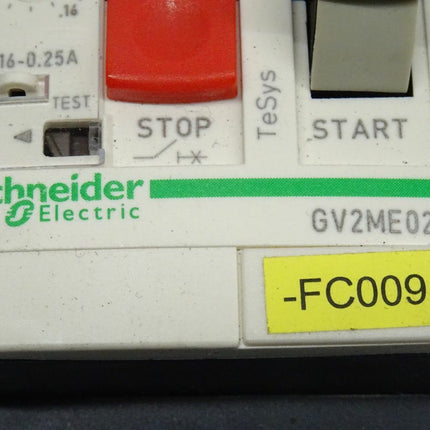 .16
16-0.25A
TEST
STOP
TeSys
START
chneider
Electric
GV2ME02
-FC009